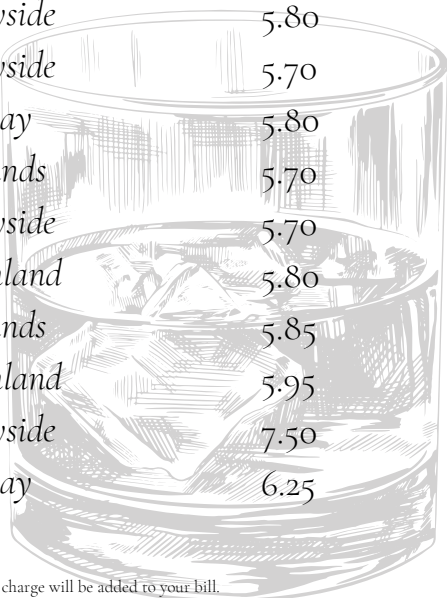 yside 5.80
yside 5.70
ay 5.80
nds 5.70
yside 5.70
land 5.80
nds 5.85
land 5.95
yside 7.50
ay 6.25
charge will be added to your bill.